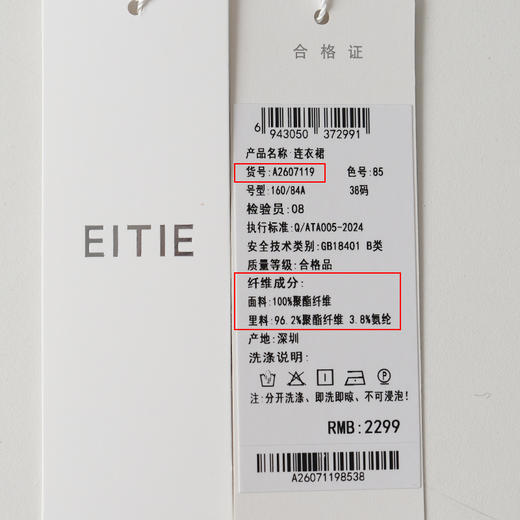 EITIE
合格证
6 943050 372991
产品名称:连衣裙
货号:A2607119 色号:85
号型:160/84A 38码
检验员:08
执行标准:Q/ATA005-2024
安全技术类别:GB18401 B类
质量等级:合格品
纤维成分:
面料:100%聚酯纤维
里料:96.2%聚酯纤维 3.8%氨纶
产地:深圳
洗涤说明:
注:分开洗涤、即洗即晾、不可浸泡!
RMB:2299
A26071198538